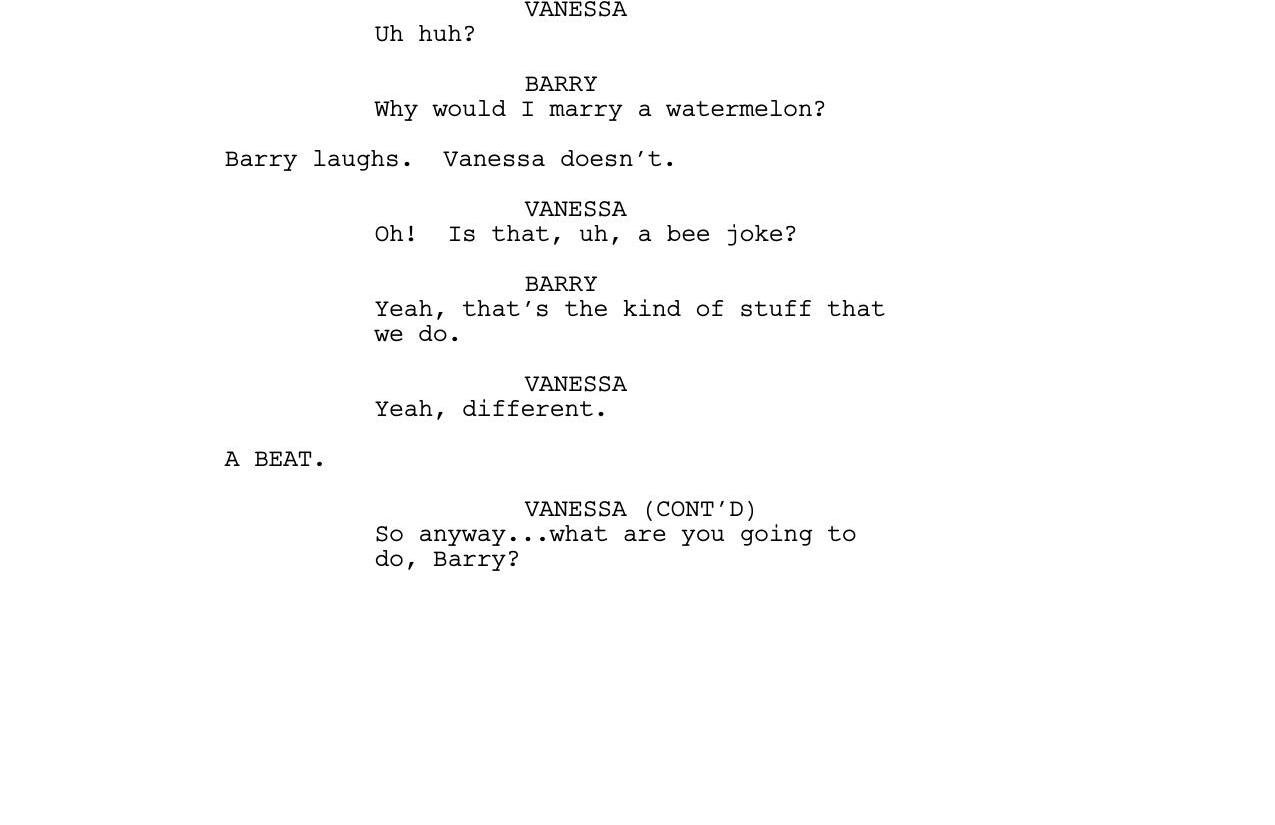 VANESSA
Uh huh?
BARRY
Why would I marry a watermelon?
Barry laughs.  Vanessa doesn't.
VANESSA
Oh!  Is that, uh, a bee joke?
BARRY
Yeah, that's the kind of stuff that
we do.
VANESSA
Yeah, different.
A BEAT.
VANESSA (CONT'D)
So anyway...what are you going to
do, Barry?